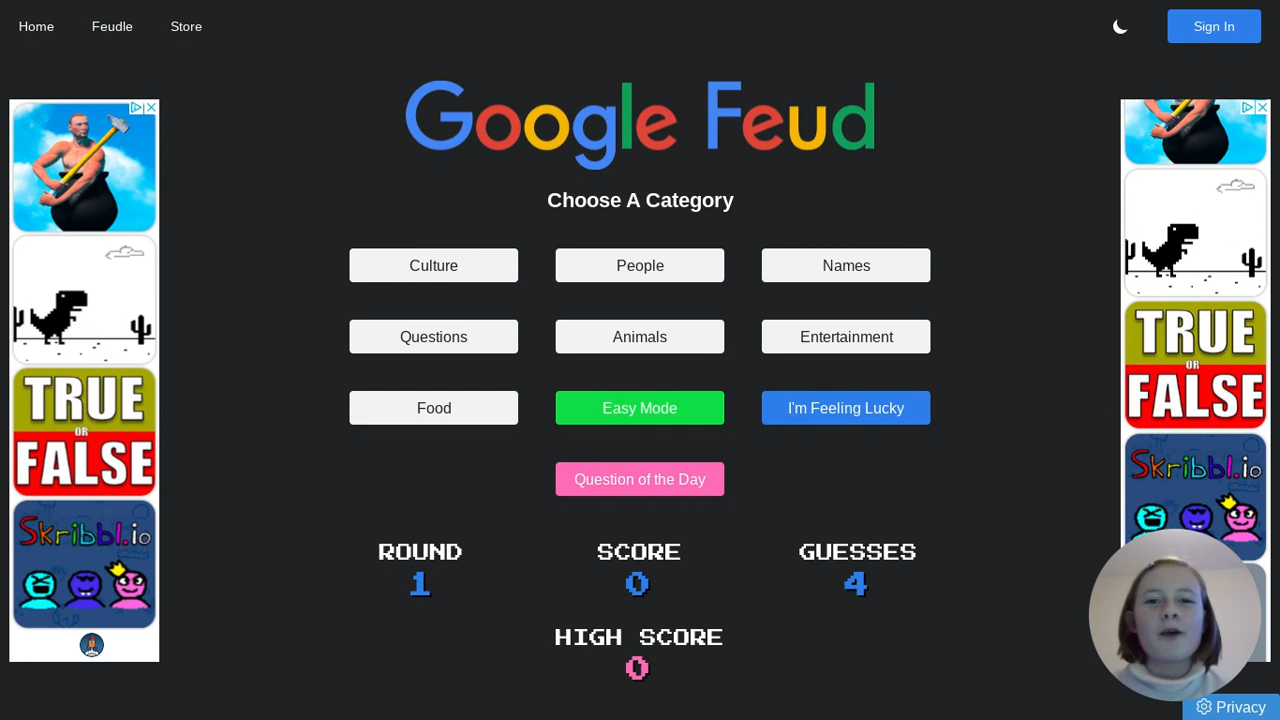 Home Feudle Store Sign In
Google Feud
Choose A Category
Culture People Names
Questions Animals Entertainment
Food Easy Mode I'm Feeling Lucky
Question of the Day
ROUND SCORE GUESSES
1 0 4
HIGH SCORE
0
TRUE
OR
FALSE
Skribbl.io
TRUE
OR
FALSE
Skribbl.io
Privacy